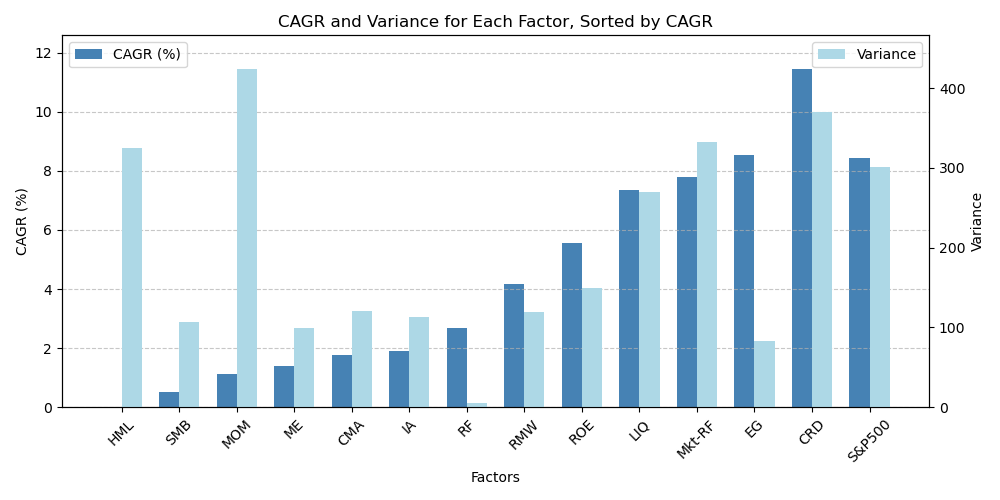 CAGR and Variance for Each Factor, Sorted by CAGR
CAGR (%)
Variance
12
10
8
6
4
2
0
CAGR (%)
400
300
200
100
0
Variance
HML
SMB
MOM
ME
CMA
IA
RF
RMW
ROE
LIQ
Mkt-RF
EG
CRD
S&P500
Factors